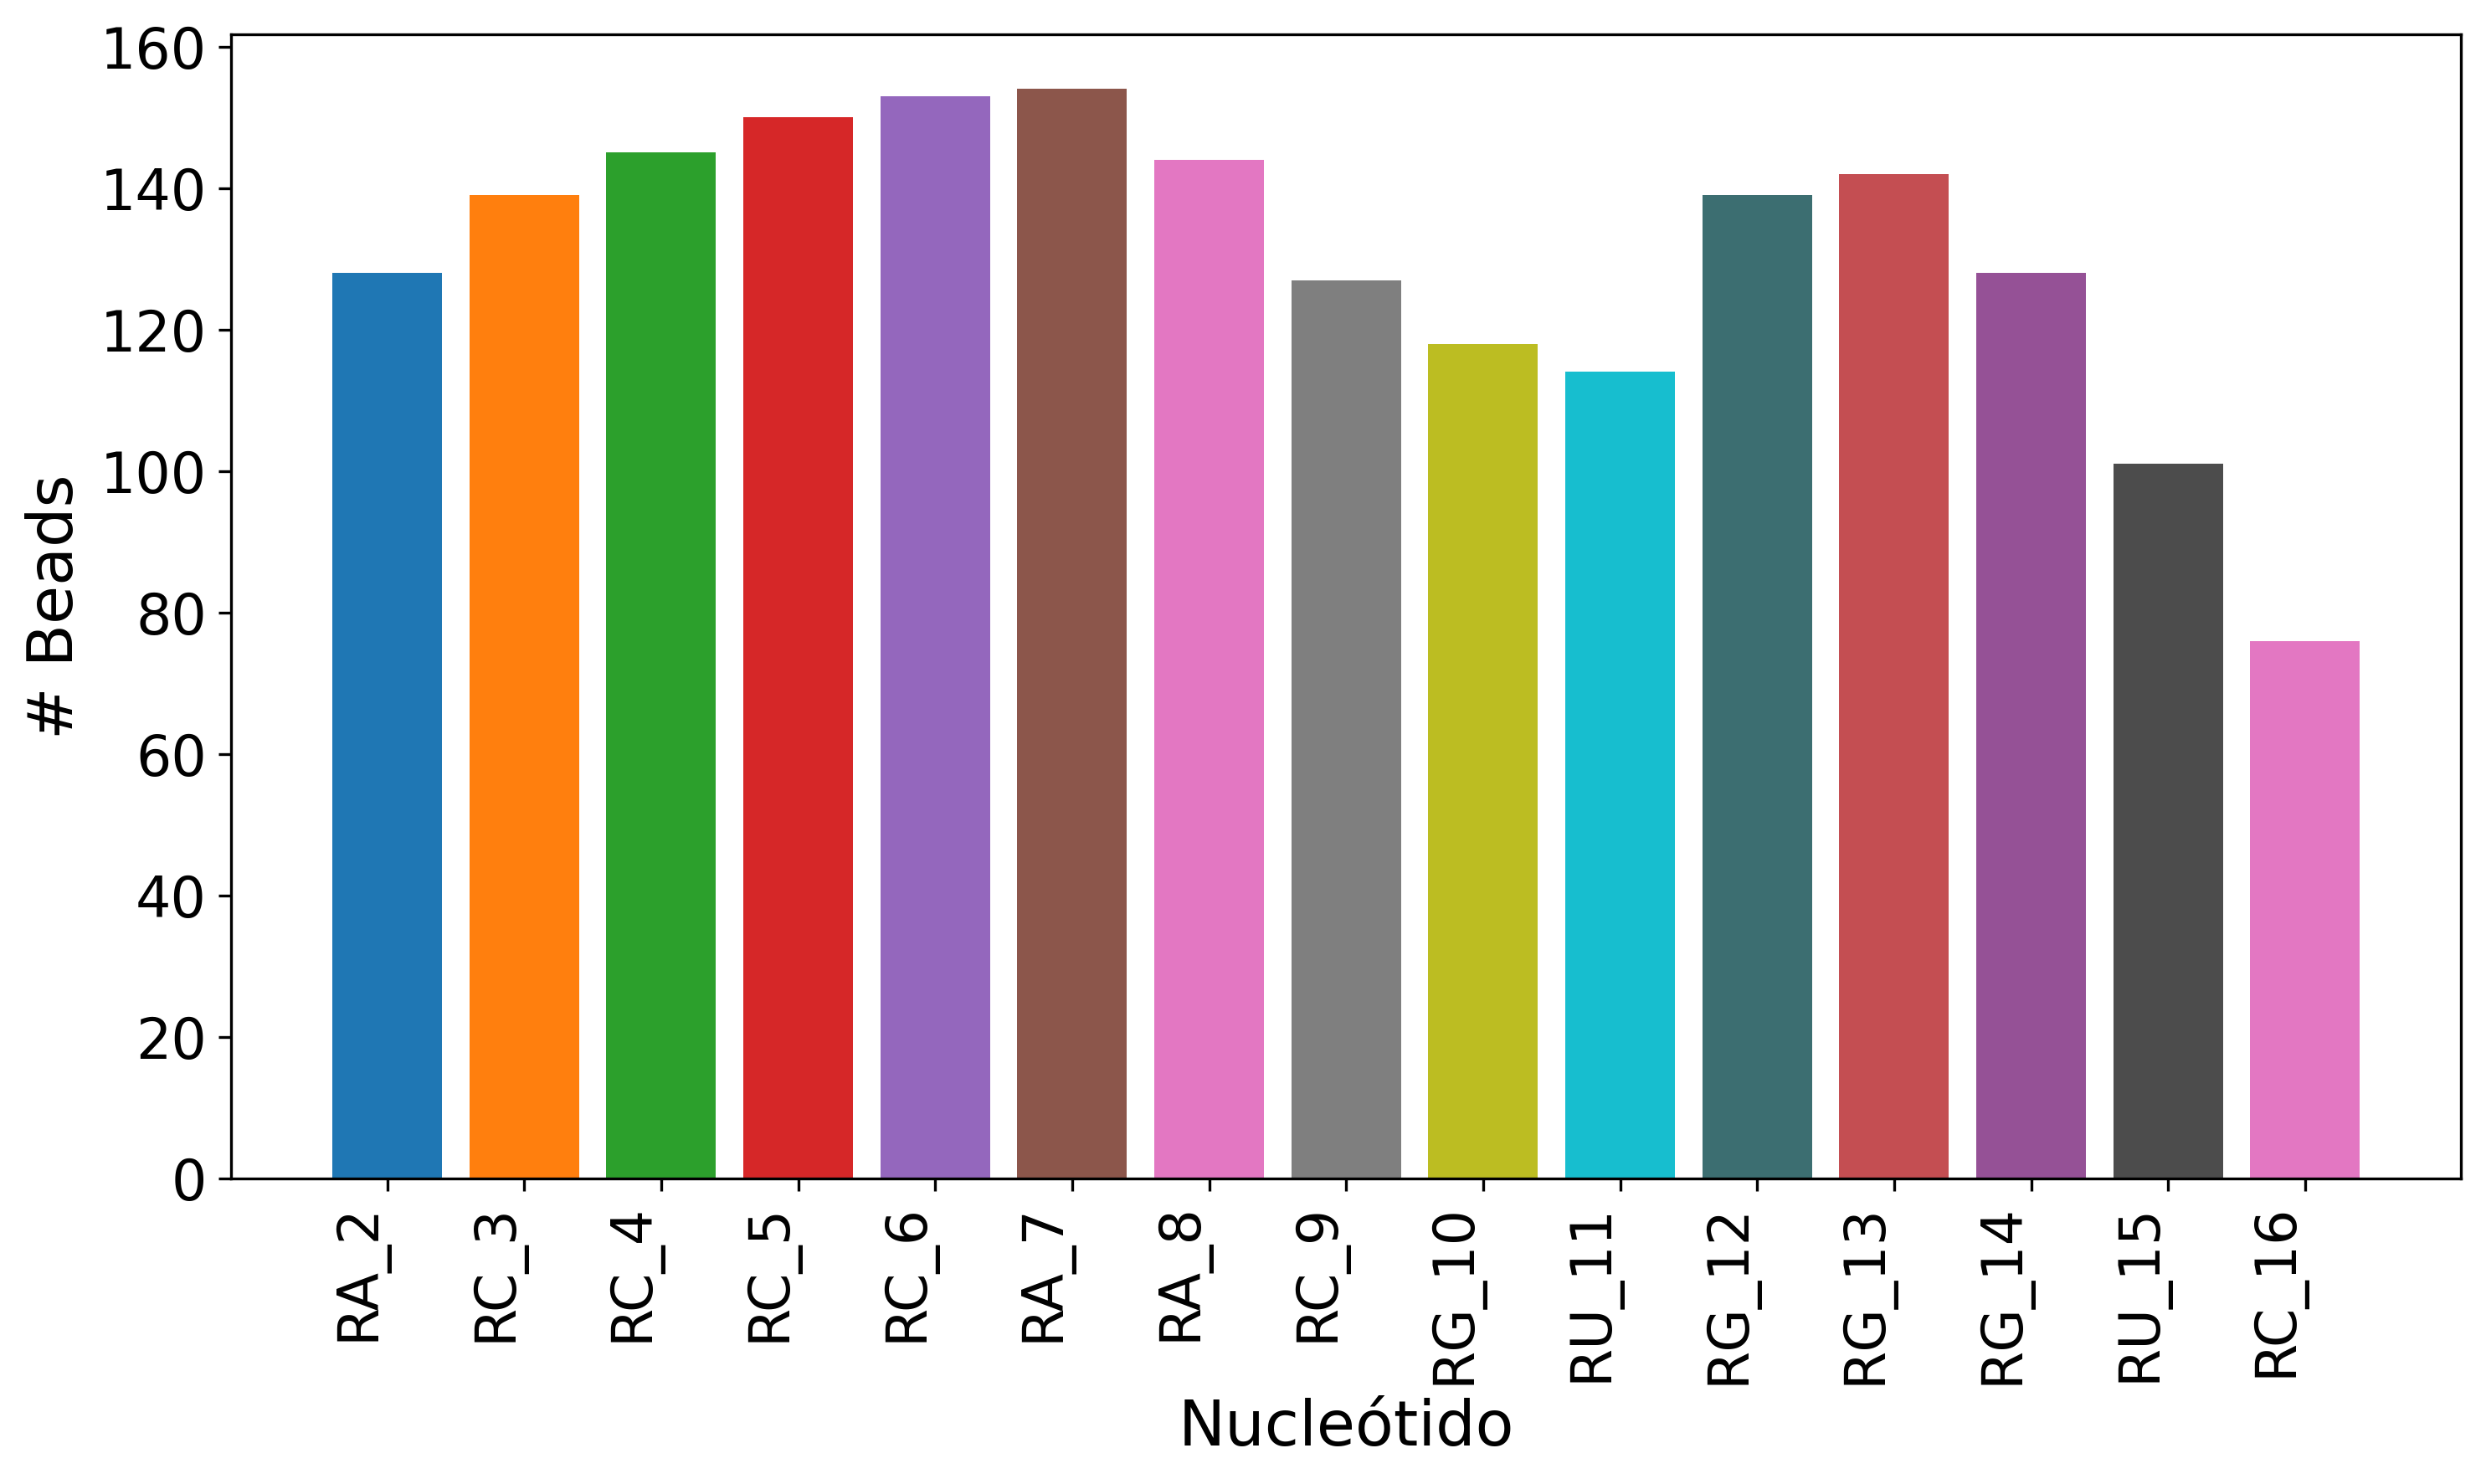 160
140
120
100
80
60
40
20
0
# Beads
RA_2
RC_3
RC_4
RC_5
RC_6
RA_7
RA_8
RC_9
RG_10
RU_11
RG_12
RG_13
RG_14
RU_15
RC_16
Nucleótido